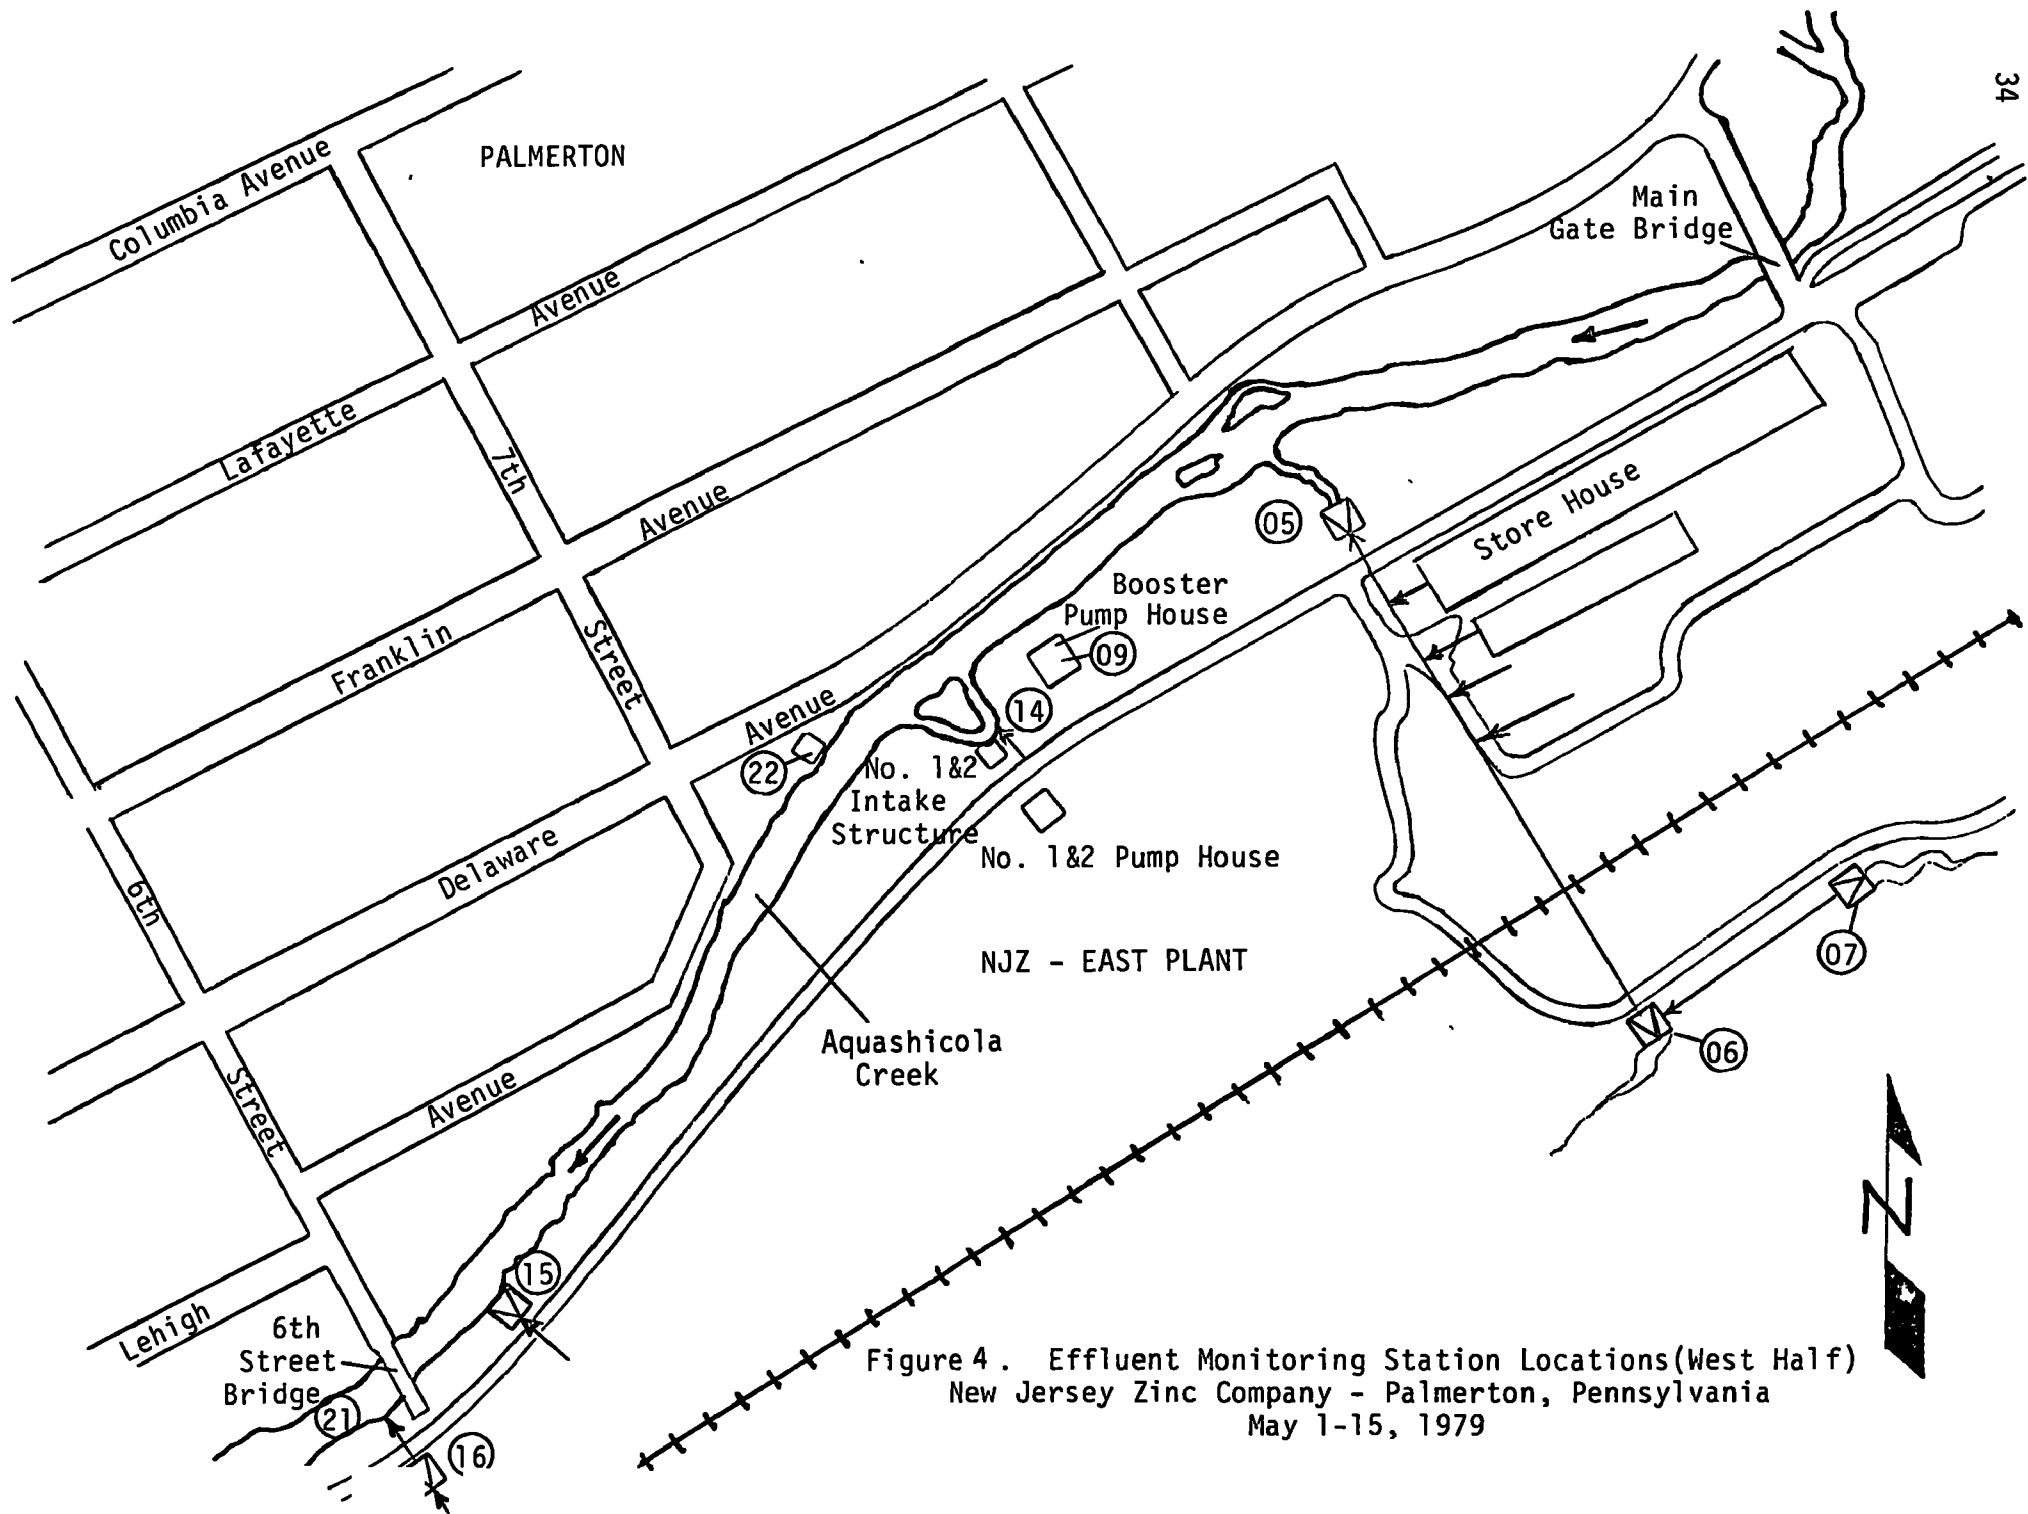 34
PALMERTON
Columbia Avenue
Main
Gate Bridge
Lafayette
Avenue
7th
Street
Franklin
Avenue
05
Store House
Booster
Pump House
09
14
Delaware
Avenue
22
No. 1&2
Intake
Structure
No. 1&2 Pump House
6th
Street
NJZ - EAST PLANT
07
06
Aquashicola
Creek
Lehigh
Avenue
N
15
6th
Street
Bridge
21
16
Figure 4. Effluent Monitoring Station Locations(West Half)
New Jersey Zinc Company - Palmerton, Pennsylvania
May 1-15, 1979